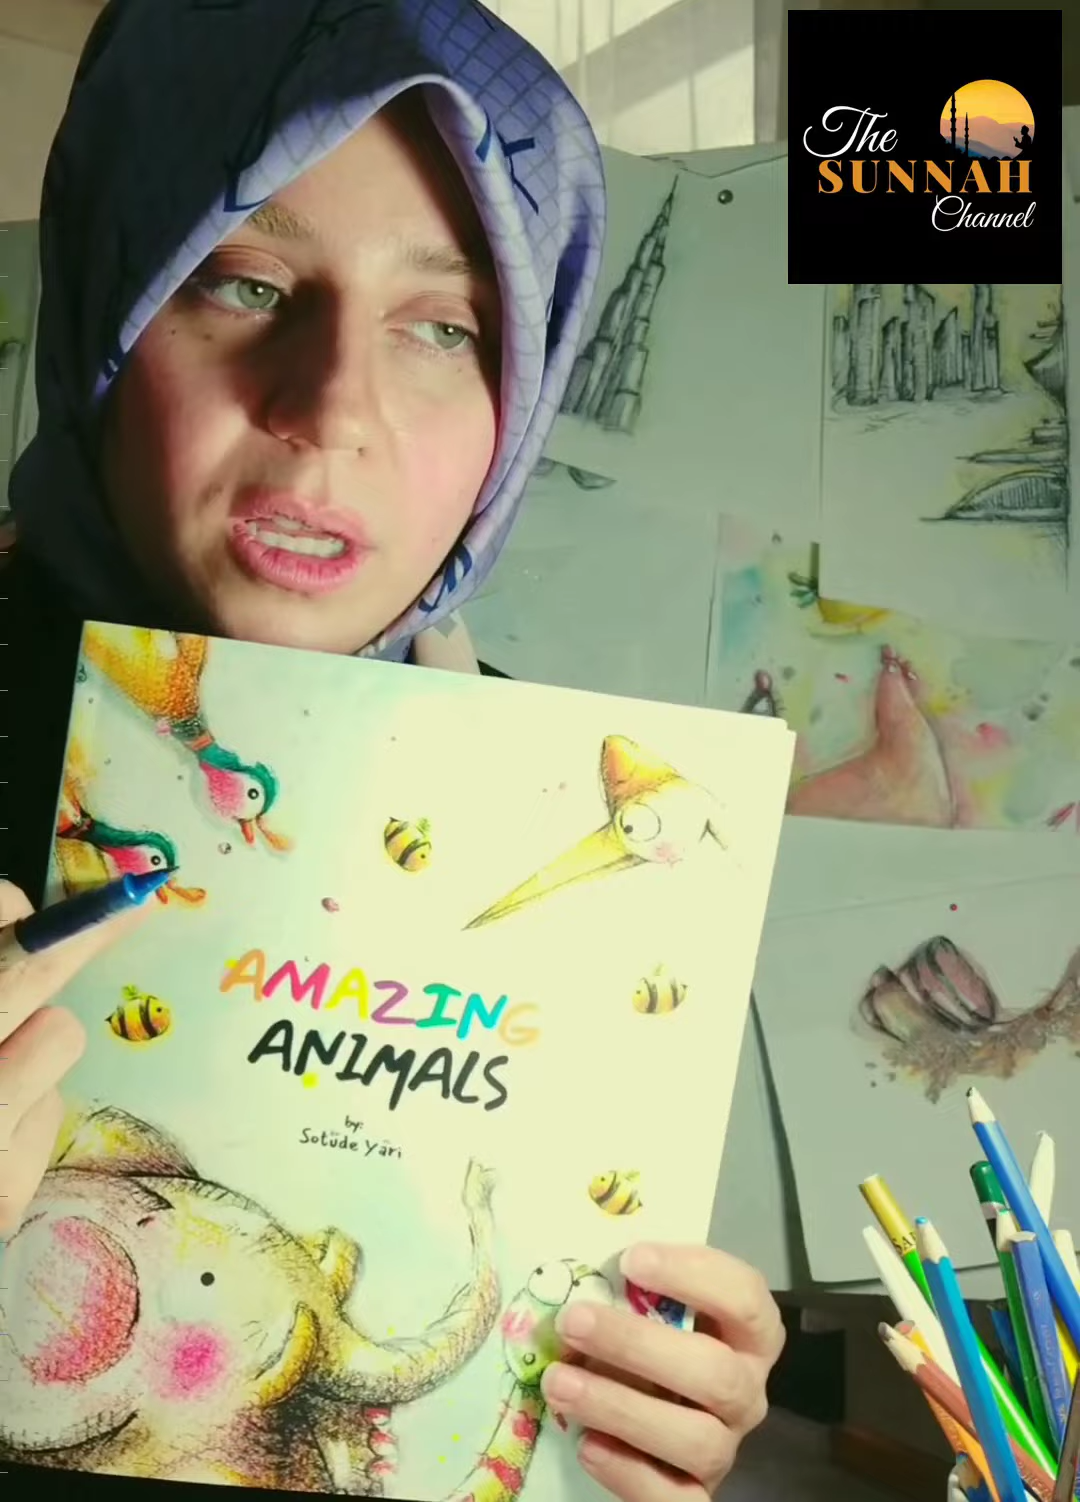 The
SUNNAH
Channel
AMAZING
ANIMALS
by:
Sotude Yari